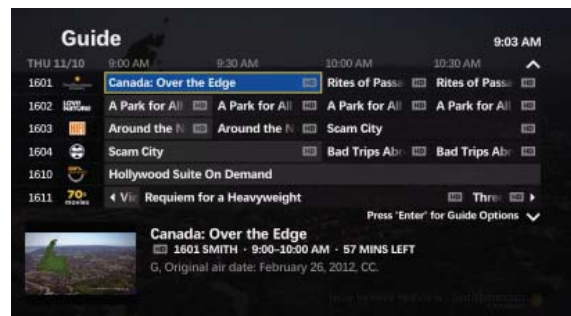 Guide
9:03 AM
THU 11/10 9:00 AM 9:30 AM 10:00 AM 10:30 AM
1601 Canada: Over the Edge HD Rites of Passa HD Rites of Passa HD
1602 A Park for All HD A Park for All HD A Park for All HD A Park for All HD
1603 HIFI Around the N HD Around the N HD Scam City HD
1604 Scam City HD Bad Trips Abr HD Bad Trips Abr HD
1610 Hollywood Suite On Demand
1611 70s movies Vie Requiem for a Heavyweight HD Three HD
Press 'Enter' for Guide Options
Canada: Over the Edge
HD 1601 SMITH · 9:00–10:00 AM · 57 MINS LEFT
G, Original air date: February 26, 2012, CC.